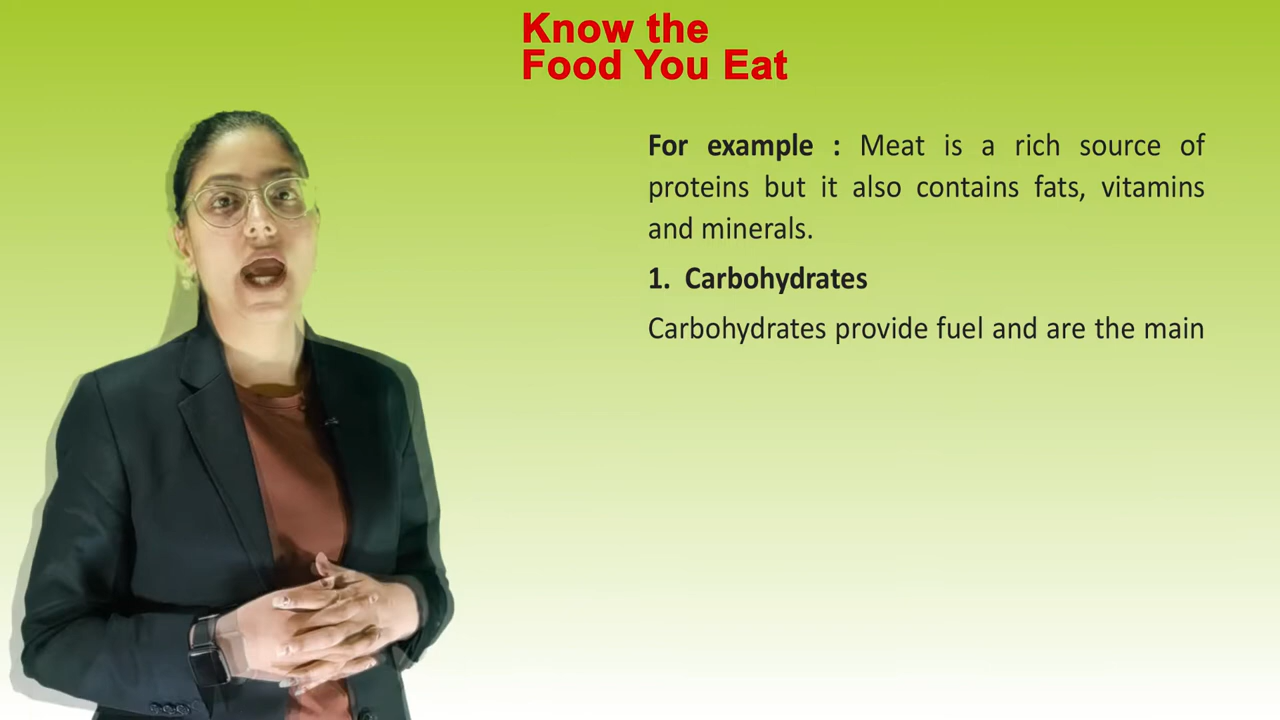 Know the
Food You Eat
For example : Meat is a rich source of
proteins but it also contains fats, vitamins
and minerals.
1. Carbohydrates
Carbohydrates provide fuel and are the main